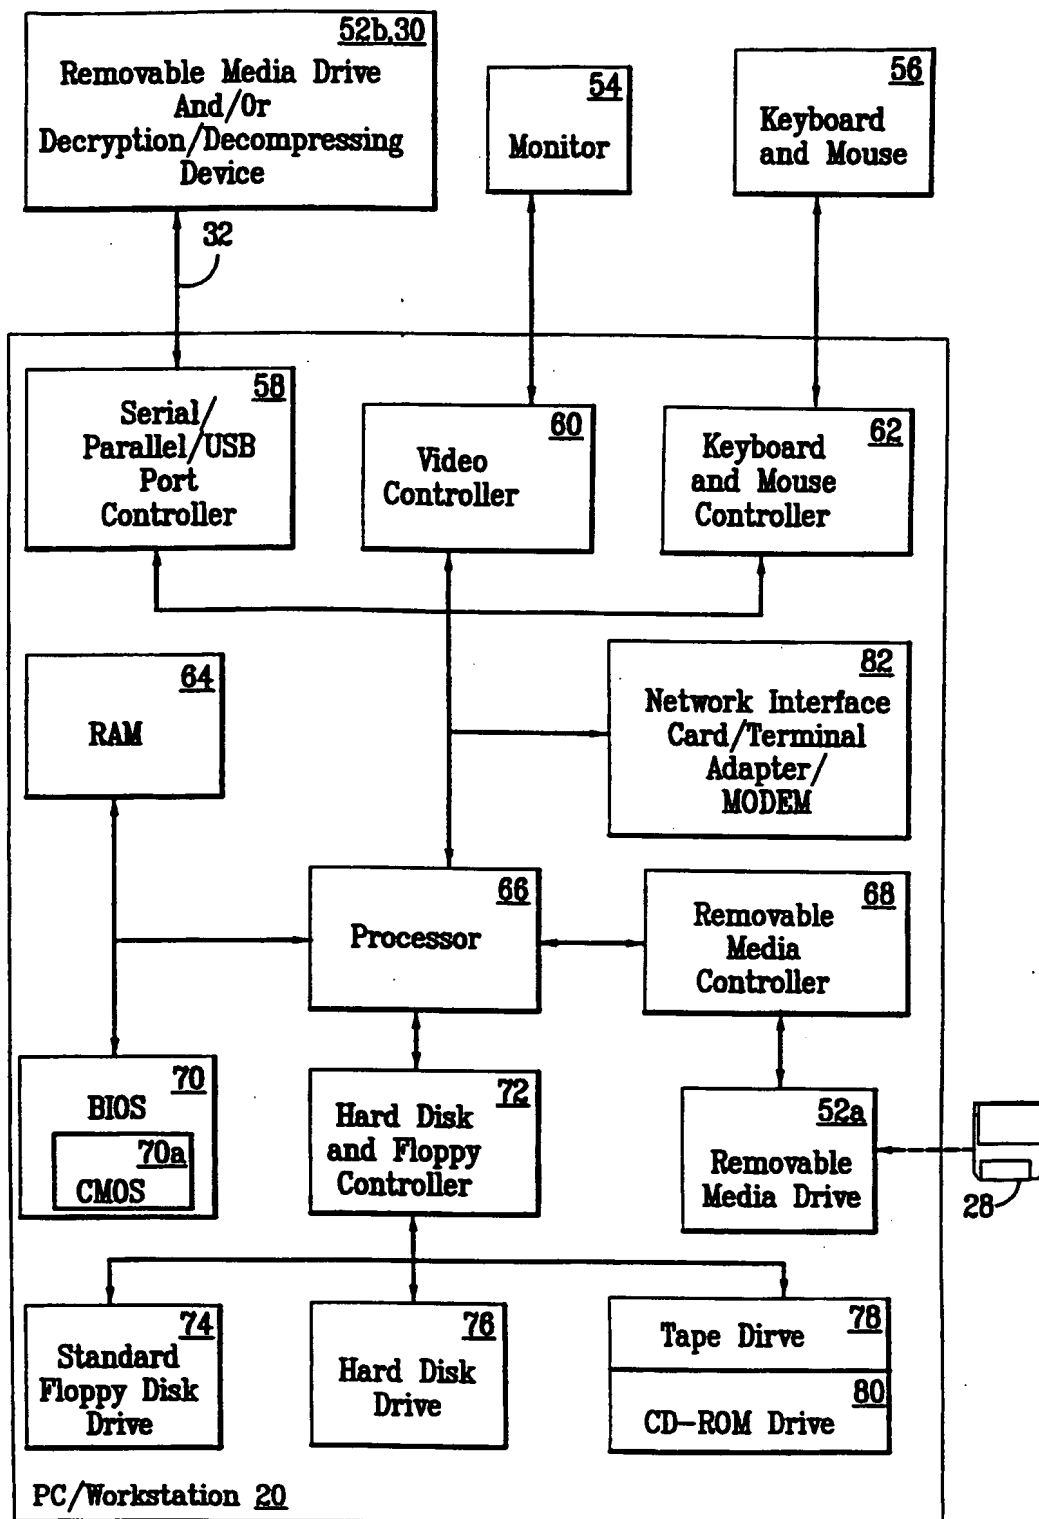 52b,30
Removable Media Drive
And/Or
Decryption/Decompressing
Device
54
Monitor
56
Keyboard
and Mouse
32
58
Serial/
Parallel/USB
Port
Controller
60
Video
Controller
62
Keyboard
and Mouse
Controller
64
RAM
82
Network Interface
Card/Terminal
Adapter/
MODEM
66
Processor
68
Removable
Media
Controller
70
BIOS
70a
CMOS
72
Hard Disk
and Floppy
Controller
52a
Removable
Media Drive
28
74
Standard
Floppy Disk
Drive
76
Hard Disk
Drive
78
Tape Dirve
80
CD-ROM Drive
PC/Workstation 20